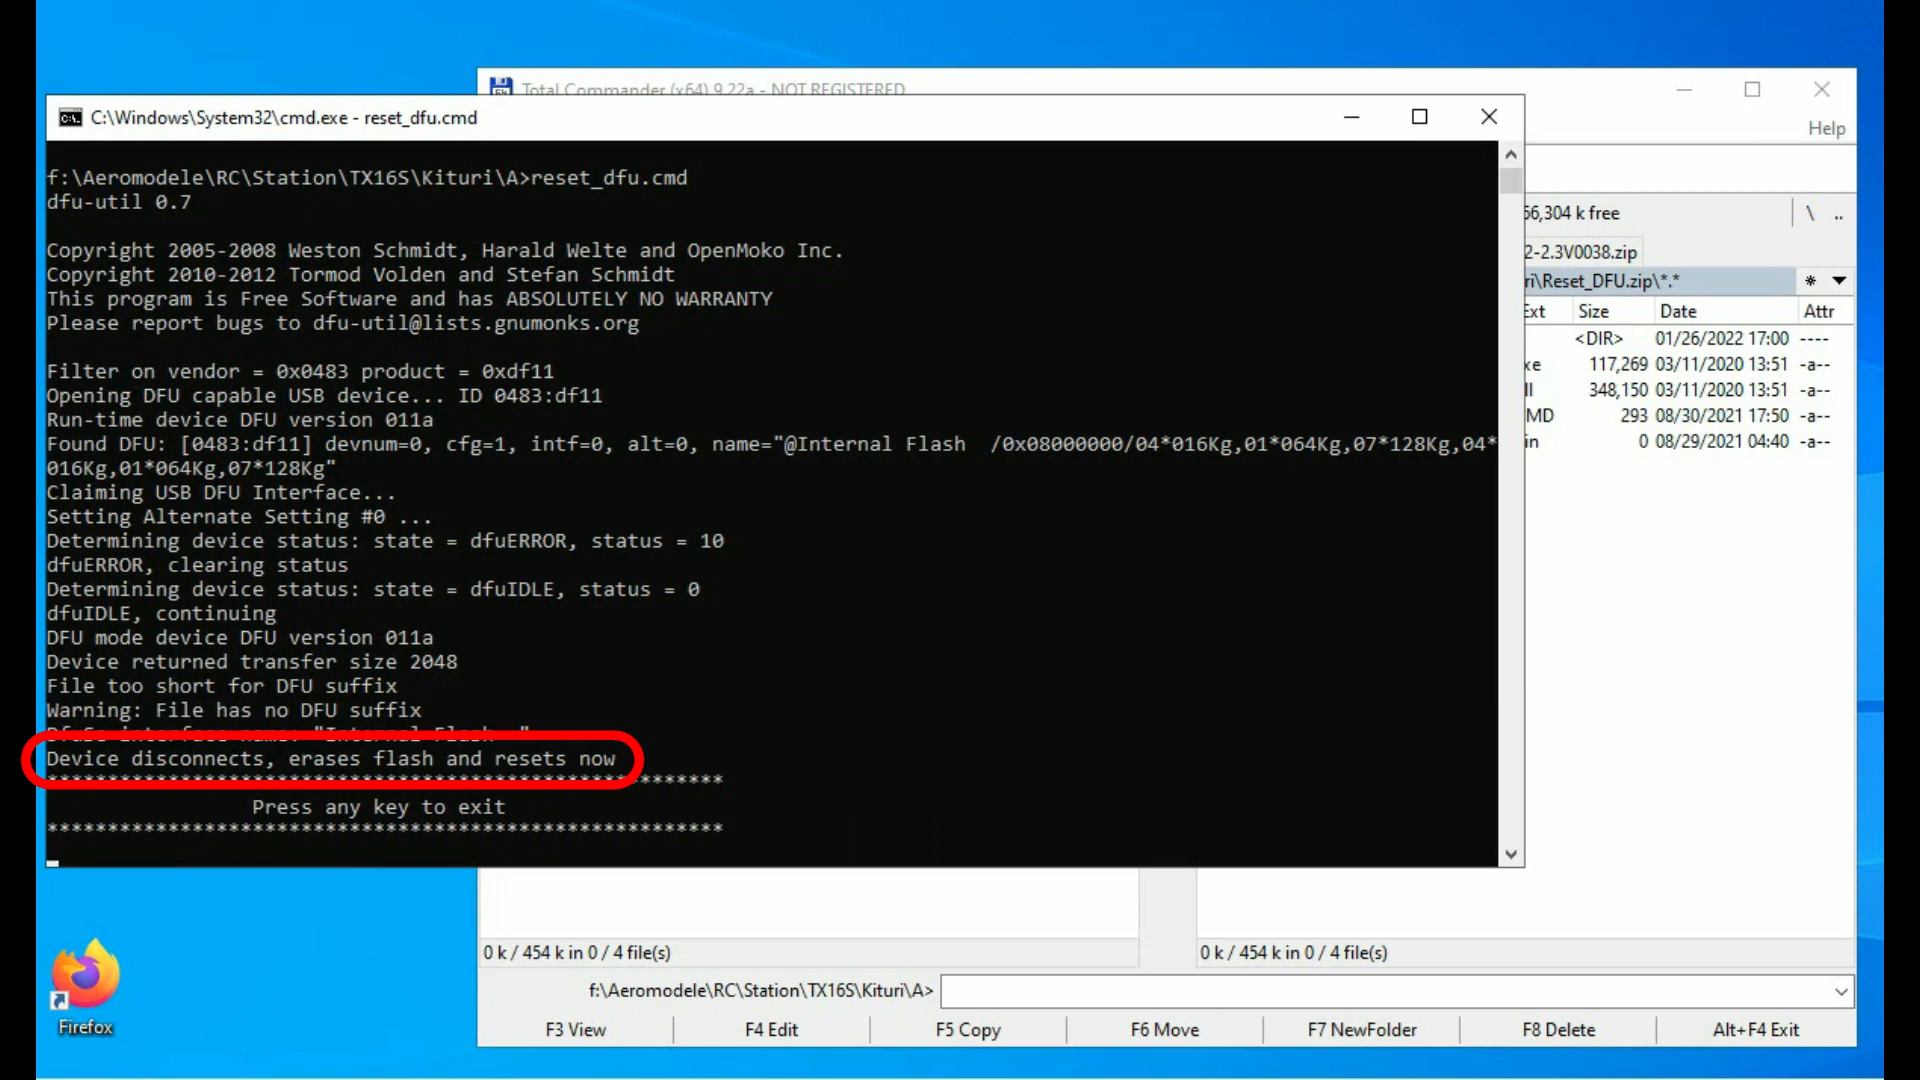 Total Commander (x64) 9.22a - NOT REGISTERED
Help
C:\Windows\System32\cmd.exe - reset_dfu.cmd
f:\Aeromodele\RC\Station\TX16S\Kituri\A>reset_dfu.cmd
dfu-util 0.7
Copyright 2005-2008 Weston Schmidt, Harald Welte and OpenMoko Inc.
Copyright 2010-2012 Tormod Volden and Stefan Schmidt
This program is Free Software and has ABSOLUTELY NO WARRANTY
Please report bugs to dfu-util@lists.gnumonks.org
Filter on vendor = 0x0483 product = 0xdf11
Opening DFU capable USB device... ID 0483:df11
Run-time device DFU version 011a
Found DFU: [0483:df11] devnum=0, cfg=1, intf=0, alt=0, name="@Internal Flash  /0x08000000/04*016Kg,01*064Kg,07*128Kg,04*
016Kg,01*064Kg,07*128Kg"
Claiming USB DFU Interface...
Setting Alternate Setting #0 ...
Determining device status: state = dfuERROR, status = 10
dfuERROR, clearing status
Determining device status: state = dfuIDLE, status = 0
dfuIDLE, continuing
DFU mode device DFU version 011a
Device returned transfer size 2048
File too short for DFU suffix
Warning: File has no DFU suffix
DfuSe interface name: "Internal Flash  "
Device disconnects, erases flash and resets now
********************************************************
Press any key to exit
********************************************************
56,304 k free
\ ..
2-2.3V0038.zip
ri\Reset_DFU.zip\*.*
* ▼
Ext Size Date Attr
<DIR> 01/26/2022 17:00 ----
xe 117,269 03/11/2020 13:51 -a--
ll 348,150 03/11/2020 13:51 -a--
MD 293 08/30/2021 17:50 -a--
in 0 08/29/2021 04:40 -a--
0 k / 454 k in 0 / 4 file(s)
0 k / 454 k in 0 / 4 file(s)
f:\Aeromodele\RC\Station\TX16S\Kituri\A>
F3 View
F4 Edit
F5 Copy
F6 Move
F7 NewFolder
F8 Delete
Alt+F4 Exit
Firefox